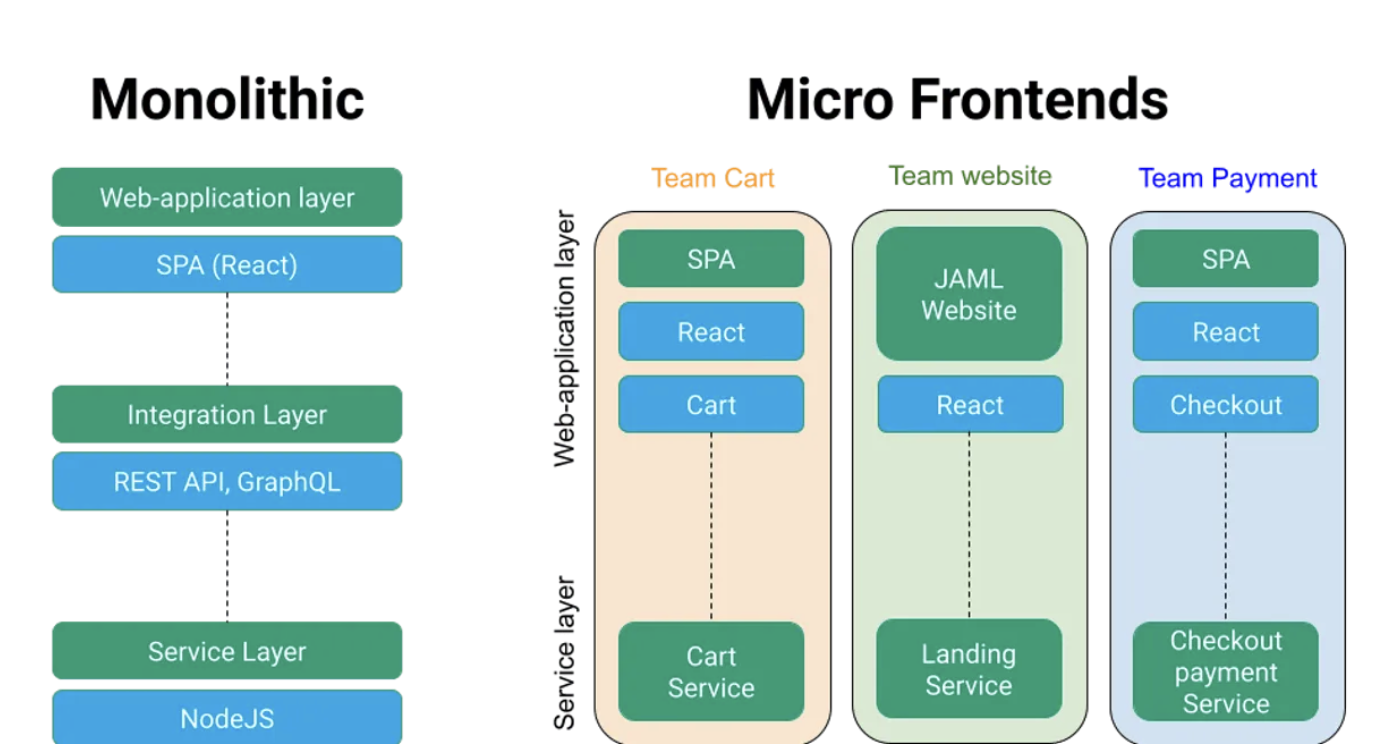 Monolithic
Web-application layer
SPA (React)
Integration Layer
REST API, GraphQL
Service Layer
NodeJS
Micro Frontends
Web-application layer
Service layer
Team Cart
SPA
React
Cart
Cart
Service
Team website
JAML
Website
React
Landing
Service
Team Payment
SPA
React
Checkout
Checkout
payment
Service